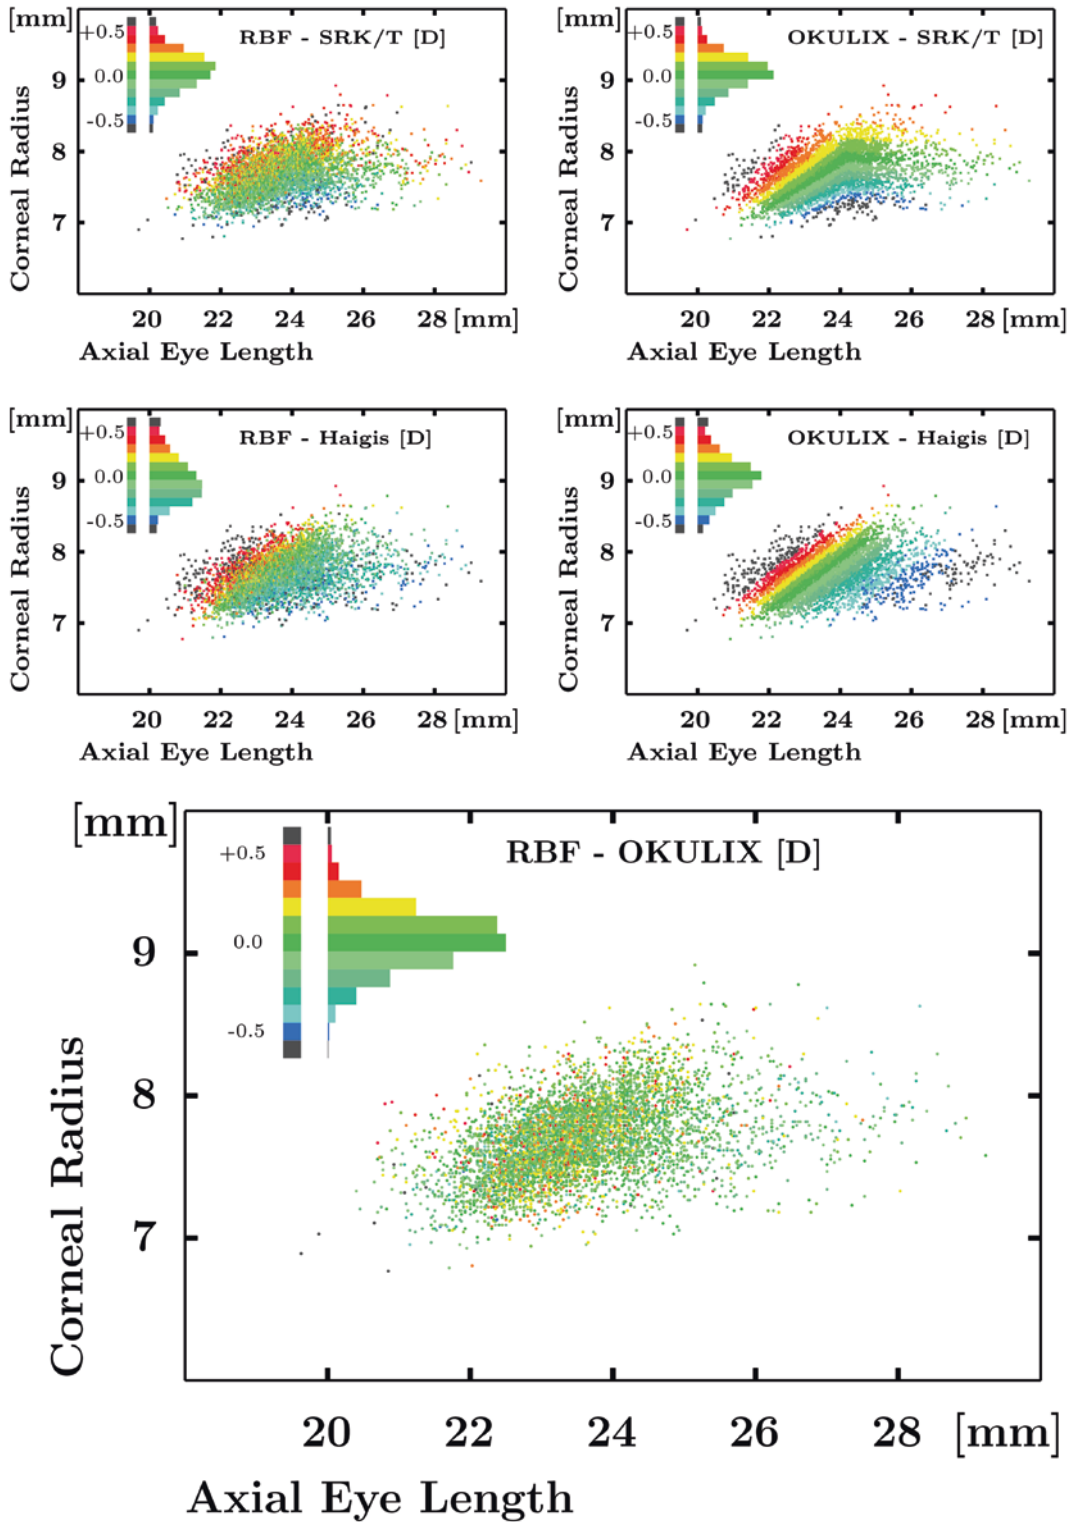 [mm]
+0.5
0.0
-0.5
RBF - SRK/T [D]
9
8
7
Corneal Radius
20 22 24 26 28 [mm]
Axial Eye Length
[mm]
+0.5
0.0
-0.5
OKULIX - SRK/T [D]
9
8
7
Corneal Radius
20 22 24 26 28 [mm]
Axial Eye Length
[mm]
+0.5
0.0
-0.5
RBF - Haigis [D]
9
8
7
Corneal Radius
20 22 24 26 28 [mm]
Axial Eye Length
[mm]
+0.5
0.0
-0.5
OKULIX - Haigis [D]
9
8
7
Corneal Radius
20 22 24 26 28 [mm]
Axial Eye Length
[mm]
+0.5
0.0
-0.5
RBF - OKULIX [D]
9
8
7
Corneal Radius
20 22 24 26 28 [mm]
Axial Eye Length